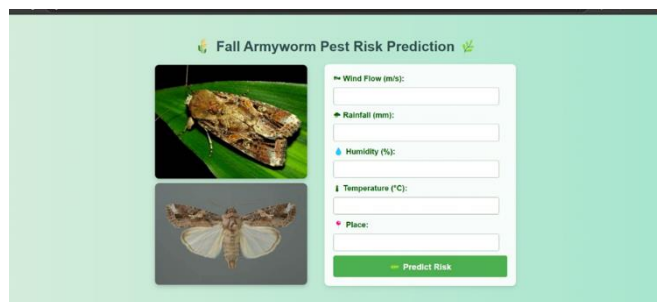 Fall Armyworm Pest Risk Prediction
Wind Flow (m/s):
Rainfall (mm):
Humidity (%):
Temperature (°C):
Place:
Predict Risk